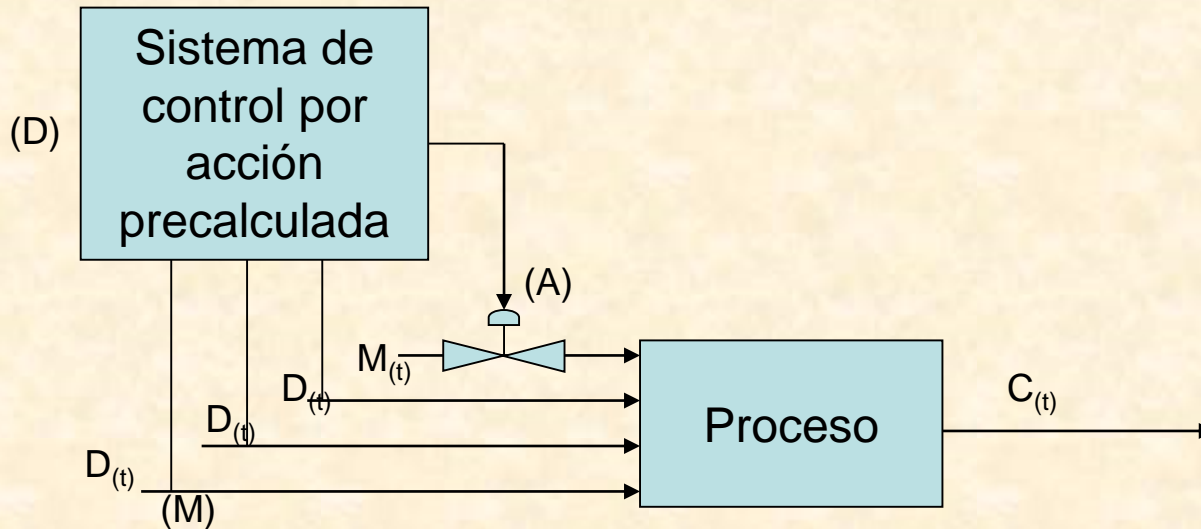 Sistema de
control por
acción
precalculada
(D)
(A)
M(t)
D(t)
D(t)
D(t)
(M)
Proceso
C(t)